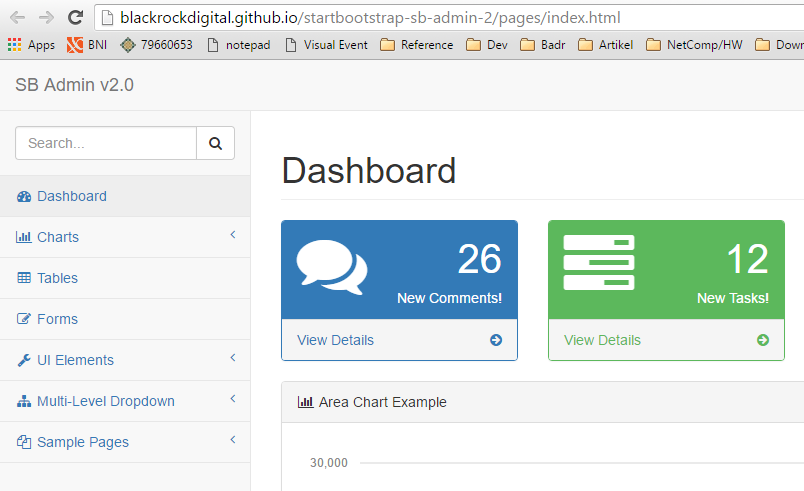 blackrockdigital.github.io/startbootstrap-sb-admin-2/pages/index.html
Apps BNI 79660653 notepad Visual Event Reference Dev Badr Artikel NetComp/HW Down
SB Admin v2.0
Search...
Dashboard
Charts
Tables
Forms
UI Elements
Multi-Level Dropdown
Sample Pages
Dashboard
26
New Comments!
View Details
12
New Tasks!
View Details
Area Chart Example
30,000